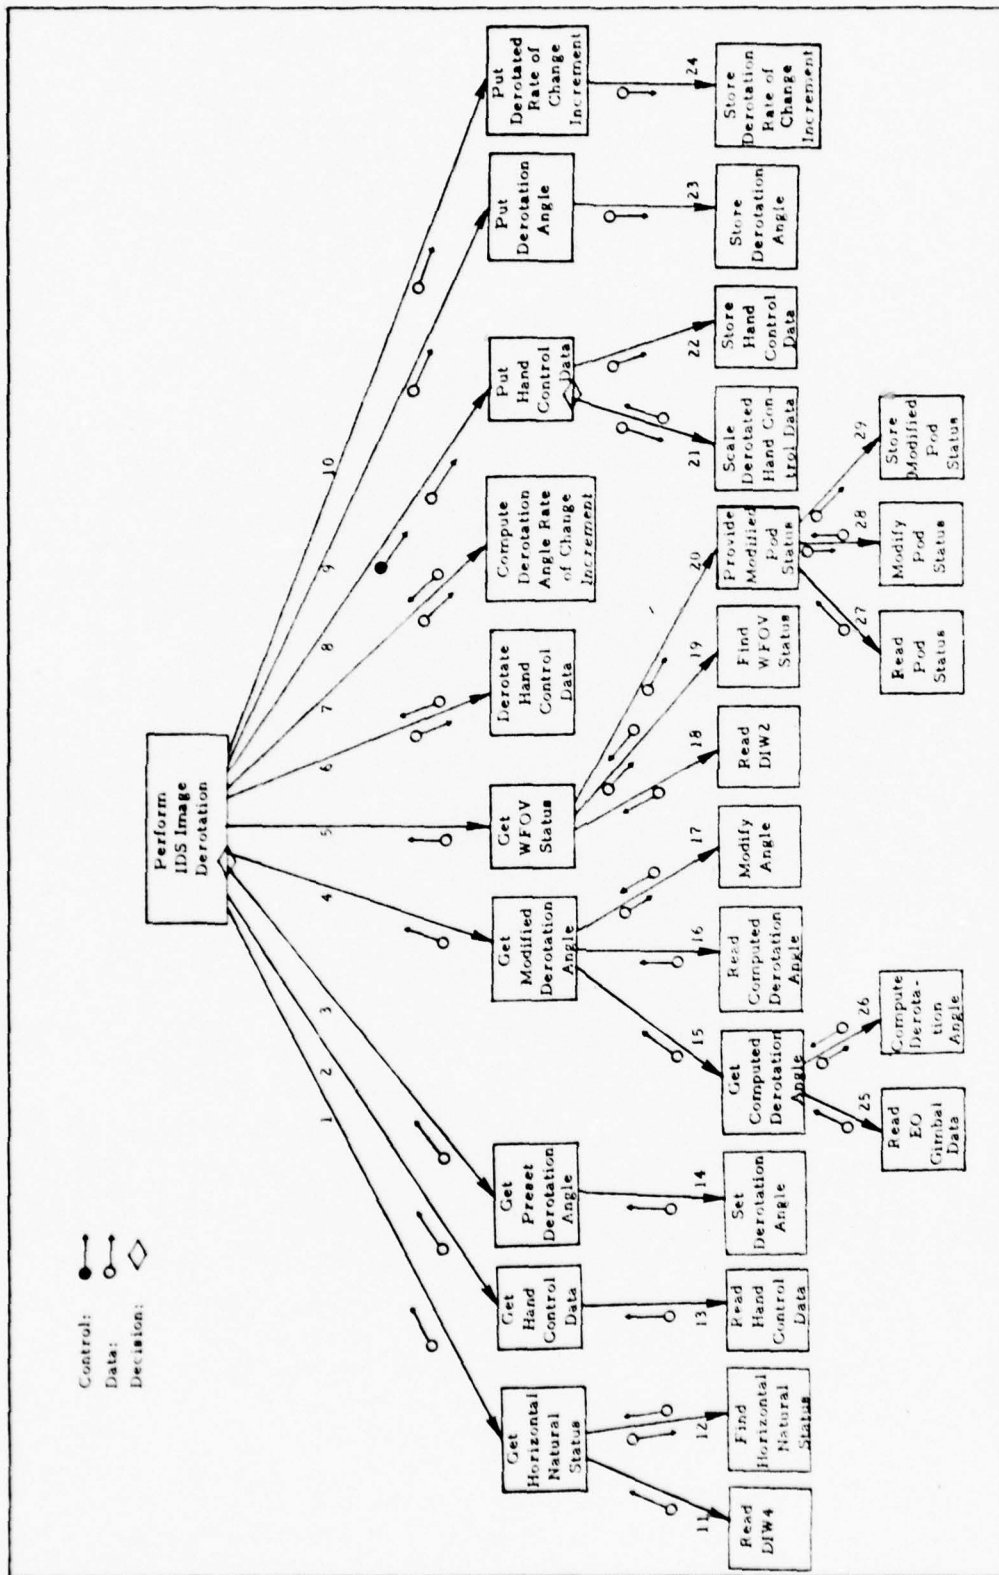 Control:
Data:
Decision:
Perform
IDS Image
Derotation
1
2
3
4
5
6
7
8
9
10
Get
Horizontal
Natural
Status
Get
Hand
Control
Data
Get
Preset
Derotation
Angle
Get
Modified
Derotation
Angle
Get
WFOV
Status
Derotate
Hand
Control
Data
Compute
Derotation
Angle Rate
of Change
Increment
Put
Hand
Control
Data
Put
Derotation
Angle
Put
Derotated
Rate of
Change
Increment
11
12
13
14
15
16
17
18
19
20
21
22
23
24
Read
DIW4
Find
Horizontal
Natural
Status
Read
Hand
Control
Data
Set
Derotation
Angle
Get
Computed
Derotation
Angle
Read
Computed
Derotation
Angle
Modify
Angle
Read
DIW2
Find
WFOV
Status
Provide
Modified
Pod
Status
Scale
Derotated
Hand Con-
trol Data
Store
Hand
Control
Data
Store
Derotation
Angle
Store
Derotation
Rate of
Change
Increment
25
26
27
28
29
Read
EO
Gimbal
Data
Compute
Derota-
tion
Angle
Read
Pod
Status
Modify
Pod
Status
Store
Modified
Pod
Status